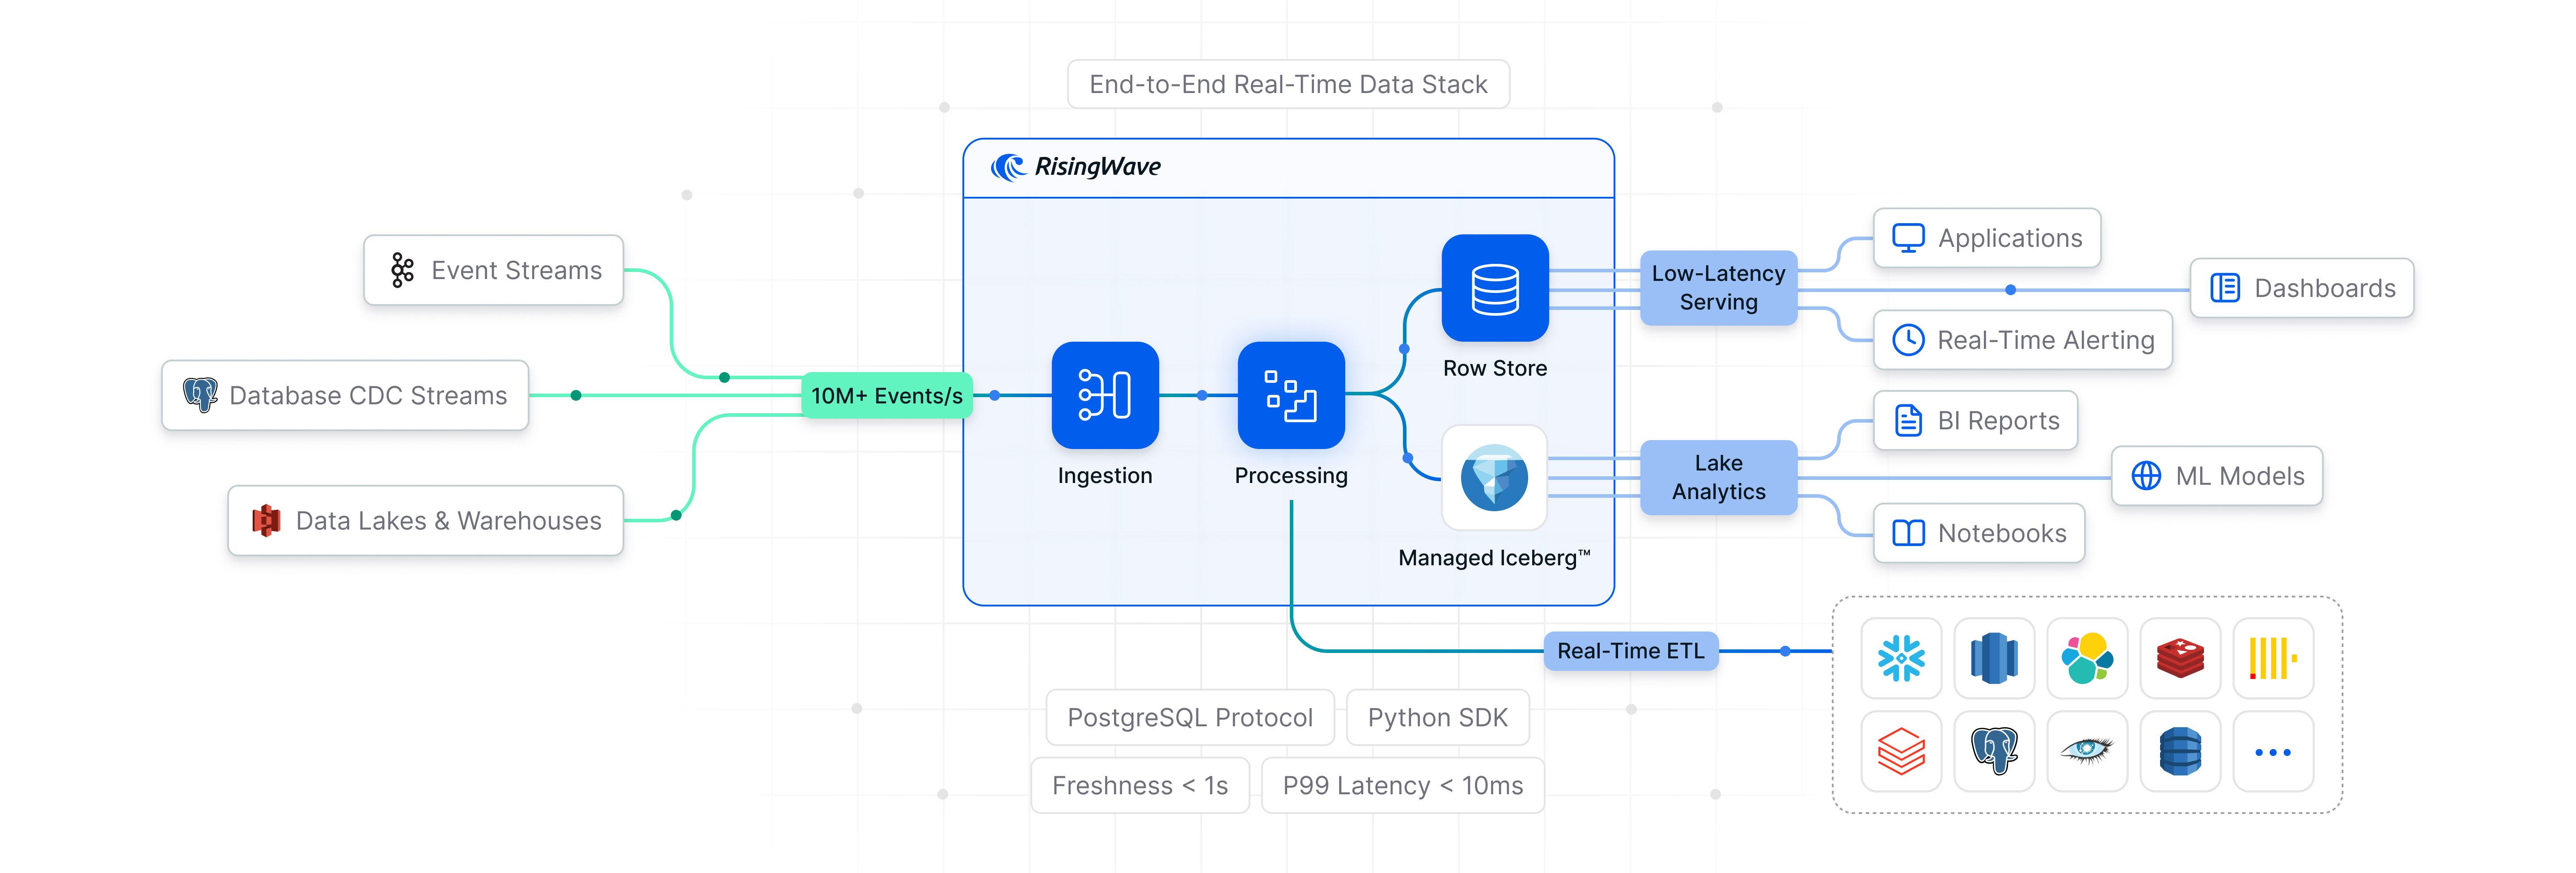 End-to-End Real-Time Data Stack
RisingWave
Event Streams
Database CDC Streams
Data Lakes & Warehouses
10M+ Events/s
Ingestion
Processing
Row Store
Managed Iceberg™
Low-Latency
Serving
Applications
Dashboards
Real-Time Alerting
Lake
Analytics
BI Reports
ML Models
Notebooks
Real-Time ETL
PostgreSQL Protocol
Python SDK
Freshness < 1s
P99 Latency < 10ms